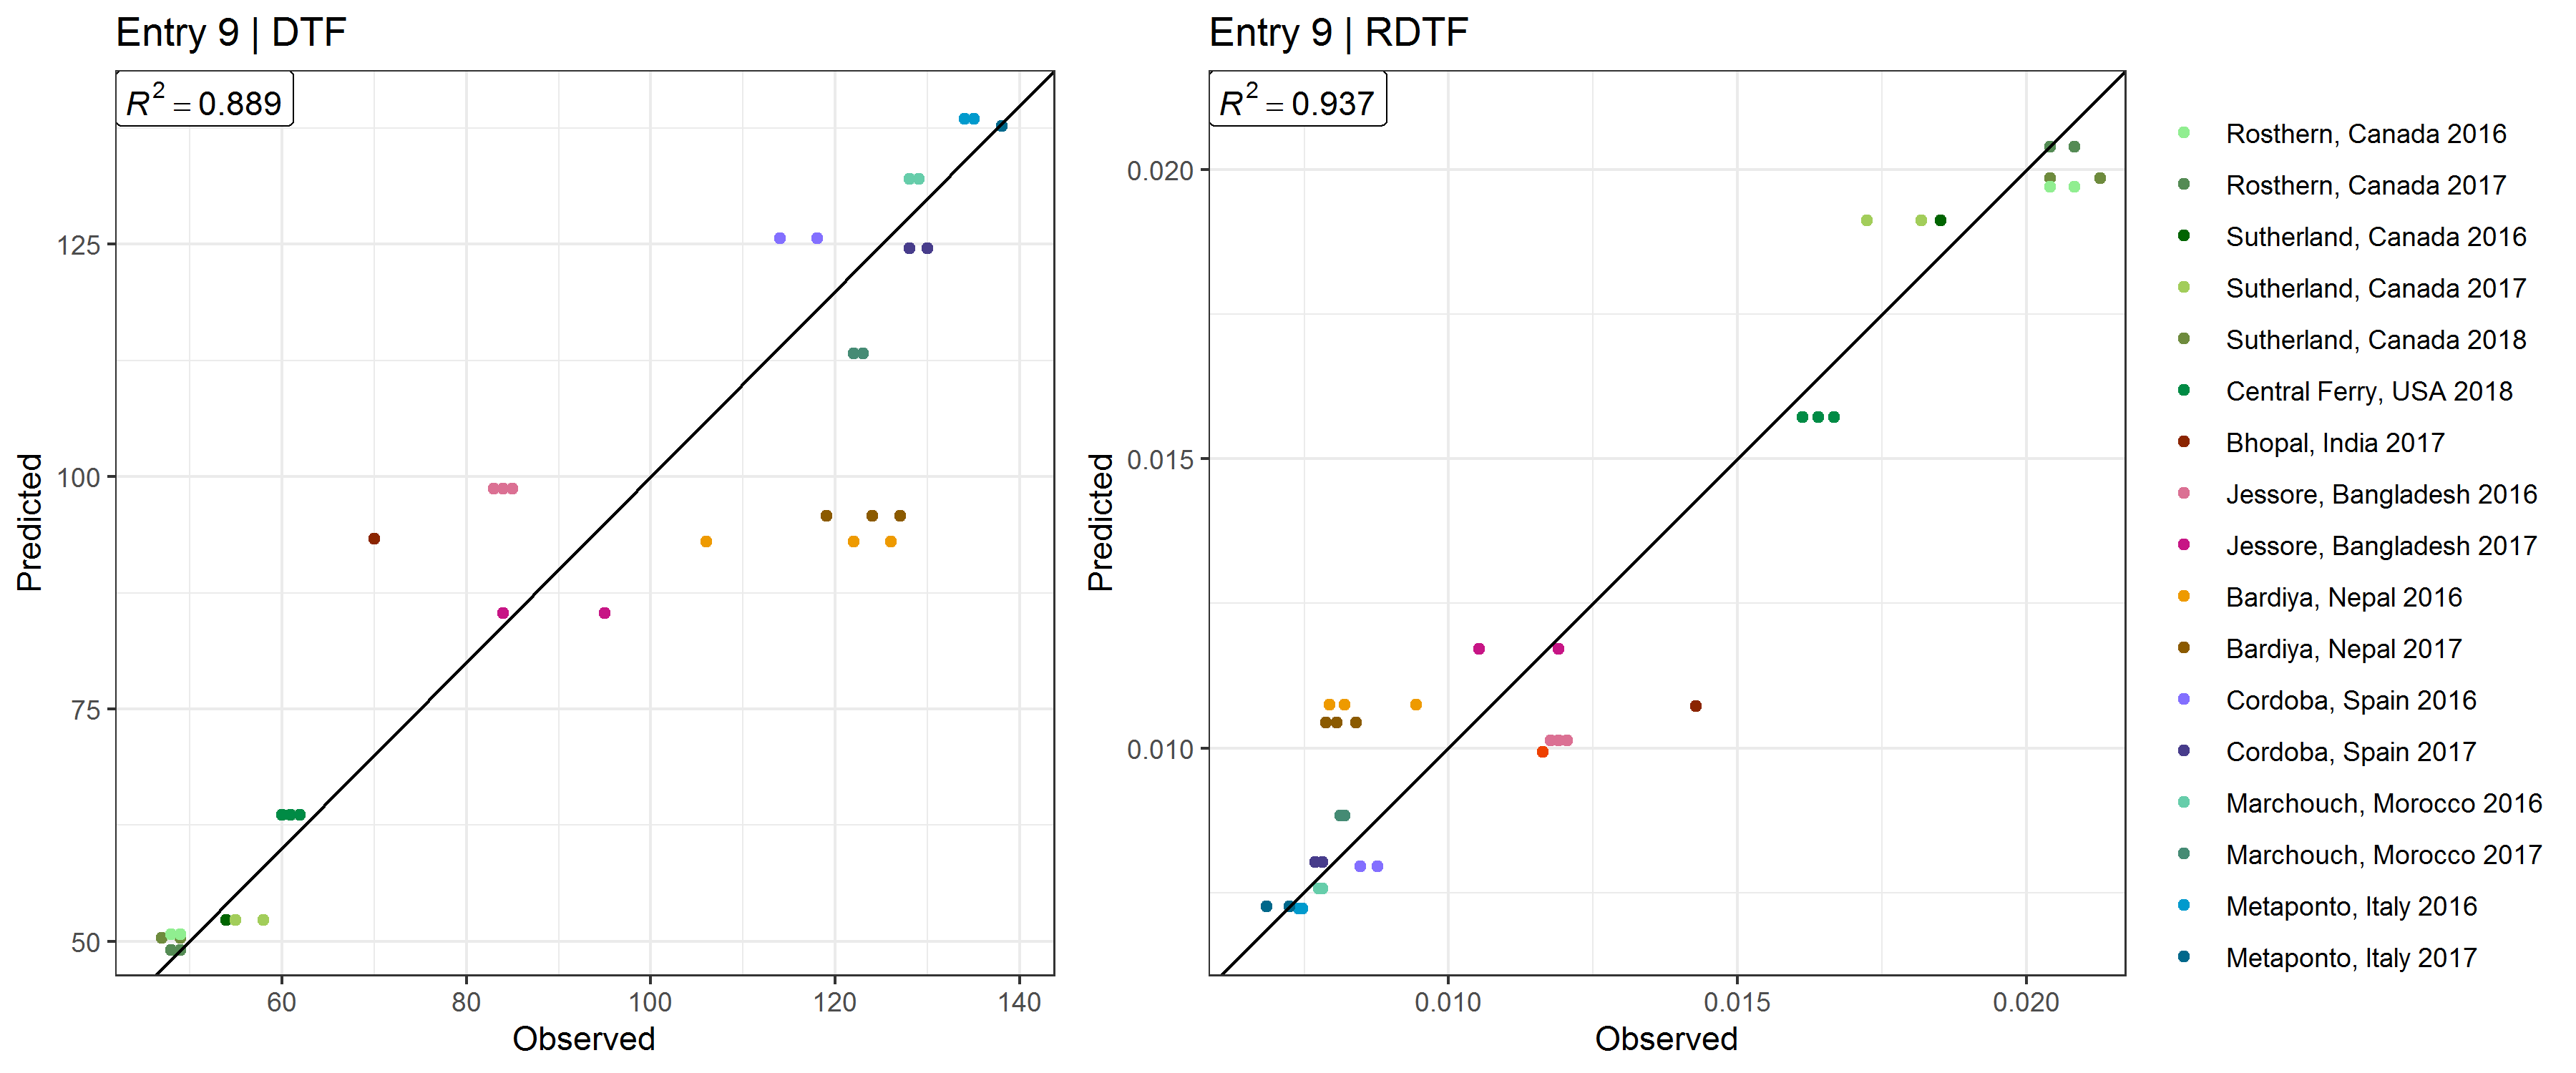 Entry 9 | DTF
R² = 0.889
125
100
75
50
60 80 100 120 140
Observed
Predicted
Entry 9 | RDTF
R² = 0.937
0.020
0.015
0.010
0.010 0.015 0.020
Observed
Predicted
Rosthern, Canada 2016
Rosthern, Canada 2017
Sutherland, Canada 2016
Sutherland, Canada 2017
Sutherland, Canada 2018
Central Ferry, USA 2018
Bhopal, India 2017
Jessore, Bangladesh 2016
Jessore, Bangladesh 2017
Bardiya, Nepal 2016
Bardiya, Nepal 2017
Cordoba, Spain 2016
Cordoba, Spain 2017
Marchouch, Morocco 2016
Marchouch, Morocco 2017
Metaponto, Italy 2016
Metaponto, Italy 2017